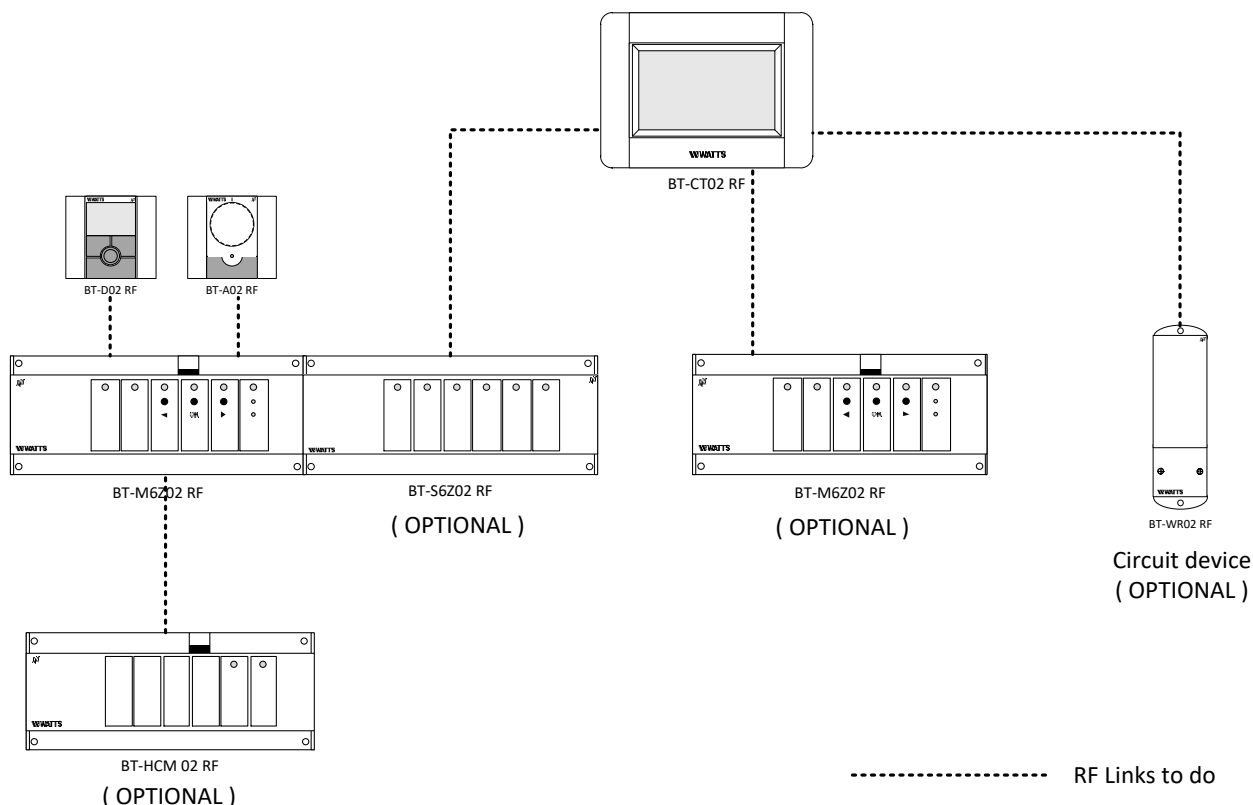 WATTS
BT-CT02 RF
WATTS
WATTS
BT-D02 RF
BT-A02 RF
WATTS
BT-M6Z02 RF
WATTS
BT-S6Z02 RF
( OPTIONAL )
OK
WATTS
BT-M6Z02 RF
( OPTIONAL )
OK
WATTS
BT-WR02 RF
Circuit device
( OPTIONAL )
WATTS
BT-HCM 02 RF
( OPTIONAL )
RF Links to do